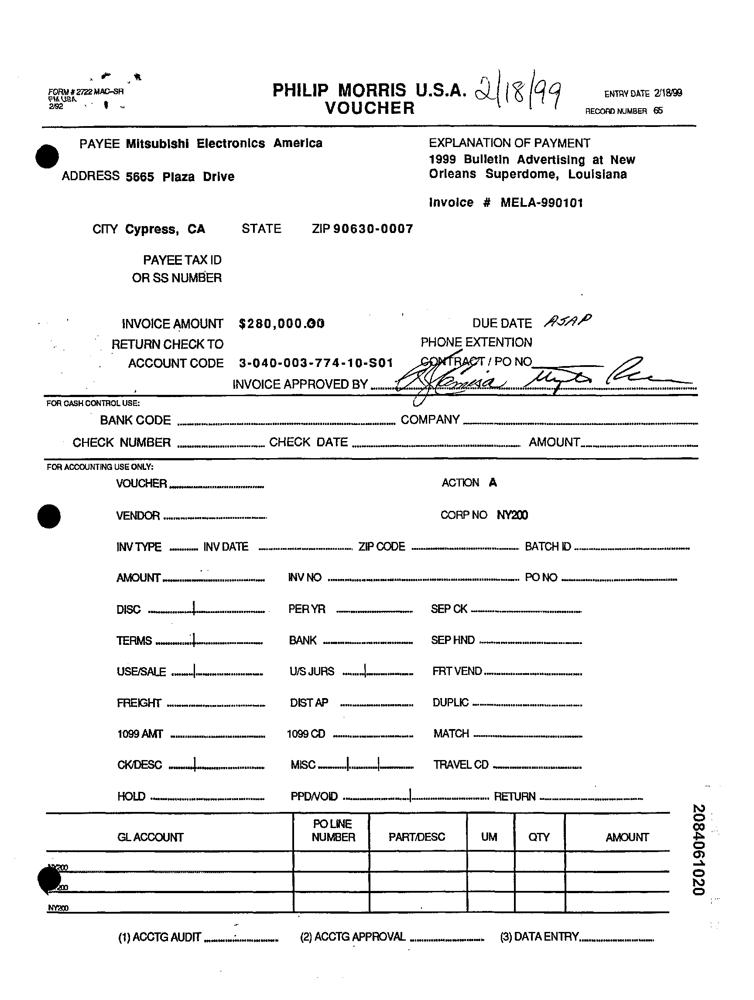 FORM # 2722 MAC-SR
PM USA
2/92
PHILIP MORRIS U.S.A. 2/18/99
VOUCHER
ENTRY DATE 2/18/99
RECORD NUMBER 65
PAYEE Mitsubishi Electronics America
ADDRESS 5665 Plaza Drive
EXPLANATION OF PAYMENT
1999 Bulletin Advertising at New
Orleans Superdome, Louisiana
Invoice # MELA-990101
CITY Cypress, CA STATE ZIP 90630-0007
PAYEE TAX ID
OR SS NUMBER
INVOICE AMOUNT $280,000.00 DUE DATE ASAP
RETURN CHECK TO PHONE EXTENTION
ACCOUNT CODE 3-040-003-774-10-S01 CONTRACT / PO NO
INVOICE APPROVED BY
FOR CASH CONTROL USE:
BANK CODE COMPANY
CHECK NUMBER CHECK DATE AMOUNT
FOR ACCOUNTING USE ONLY:
VOUCHER ACTION A
VENDOR CORP NO NY200
INV TYPE INV DATE ZIP CODE BATCH ID
AMOUNT INV NO PO NO
DISC PER YR SEP CK
TERMS BANK SEP HND
USE/SALE U/S JURS FRT VEND
FREIGHT DIST AP DUPLIC
1099 AMT 1099 CD MATCH
CK/DESC MISC TRAVEL CD
HOLD PPD/VOID RETURN
GL ACCOUNT PO LINE NUMBER PART/DESC UM QTY AMOUNT
NY200
NY200
(1) ACCTG AUDIT (2) ACCTG APPROVAL (3) DATA ENTRY
2084061020